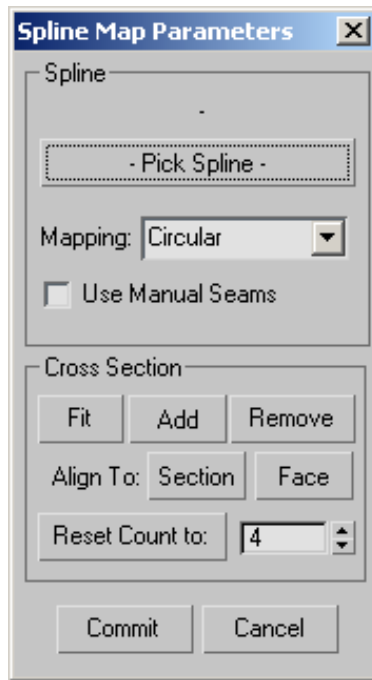 Spline Map Parameters
Spline
-
- Pick Spline -
Mapping: Circular
Use Manual Seams
Cross Section
Fit Add Remove
Align To: Section Face
Reset Count to: 4
Commit Cancel